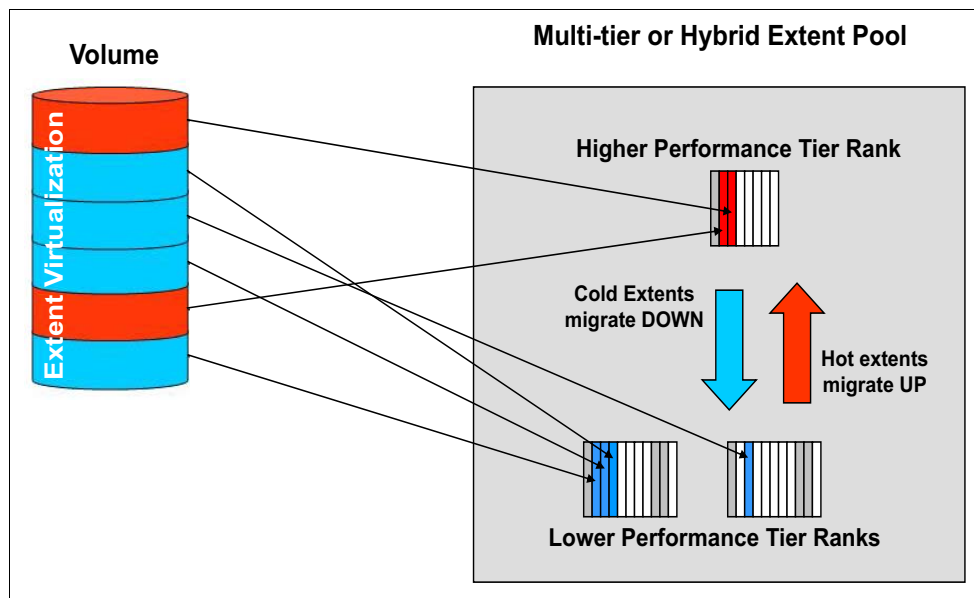 Multi-tier or Hybrid Extent Pool
Volume
Extent Virtualization
Higher Performance Tier Rank
Cold Extents
migrate DOWN
Hot extents
migrate UP
Lower Performance Tier Ranks